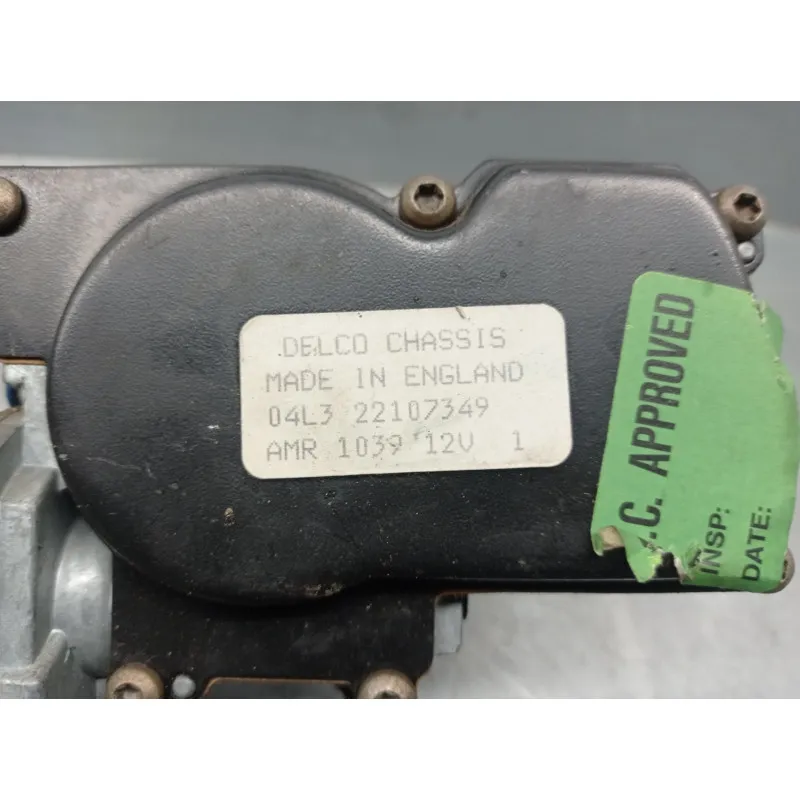 DELCO CHASSIS
MADE IN ENGLAND
04L3 22107349
AMR 1039 12V 1
.C. APPROVED
INSP:
DATE: